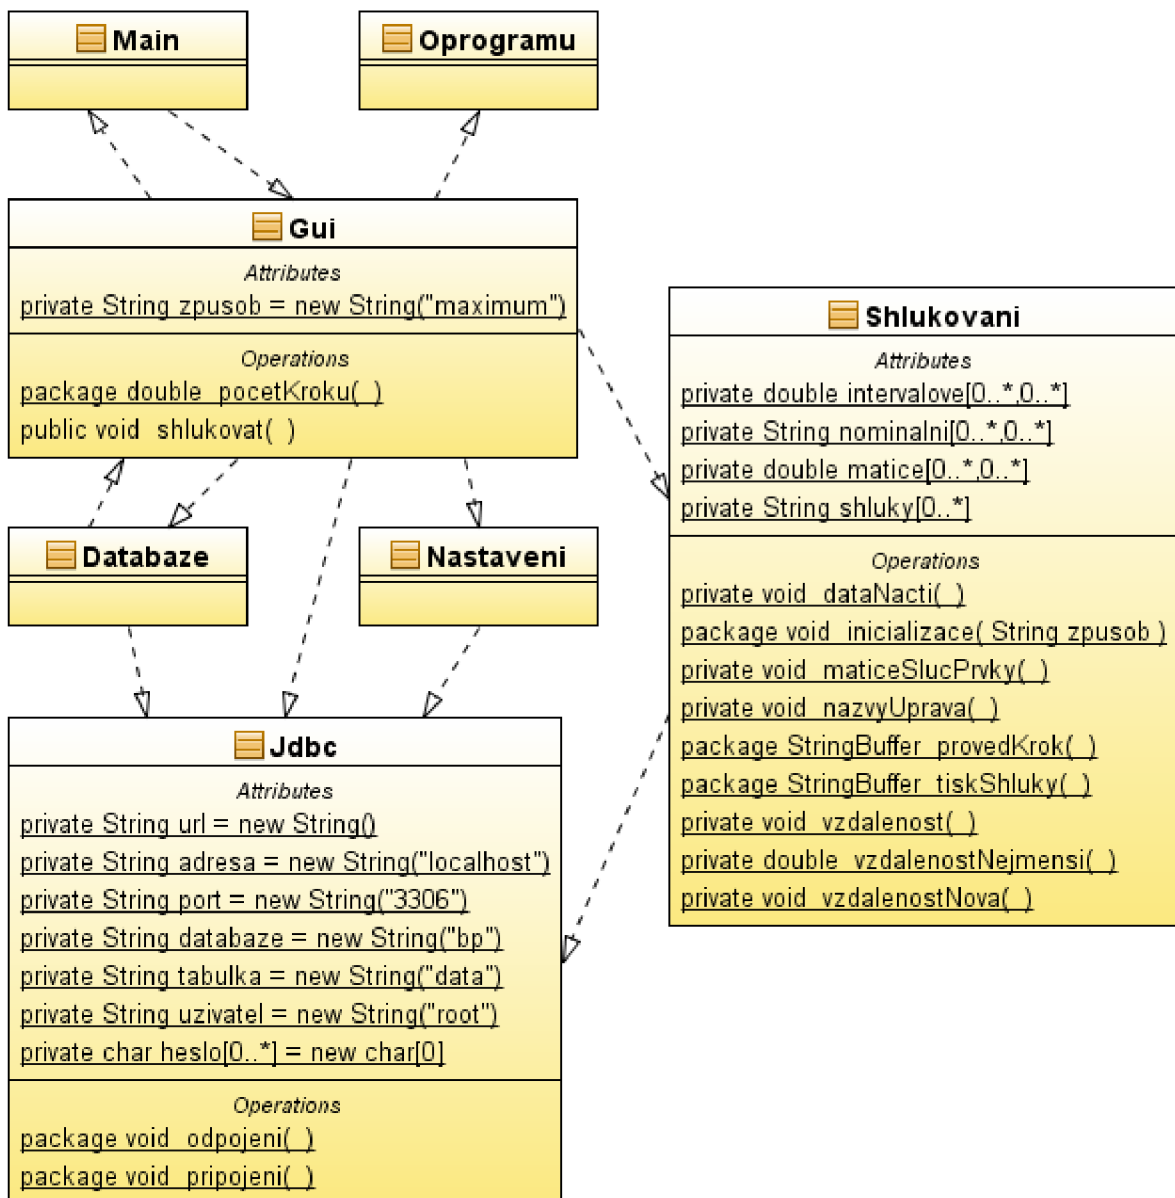 Main
Oprogramu
Gui
Attributes
private String zpusob = new String("maximum")
Operations
package double pocetKroku( )
public void shlukovat( )
Shlukovani
Attributes
private double intervalove[0..*,0..*]
private String nominalni[0..*,0..*]
private double matice[0..*,0..*]
private String shluky[0..*]
Operations
private void dataNacti( )
package void inicializace( String zpusob )
private void maticeSlucPrvky( )
private void nazvyUprava( )
package StringBuffer provedKrok( )
package StringBuffer tiskShluky( )
private void vzdalenost( )
private double vzdalenostNejmensi( )
private void vzdalenostNova( )
Databaze
Nastaveni
Jdbc
Attributes
private String url = new String()
private String adresa = new String("localhost")
private String port = new String("3306")
private String databaze = new String("bp")
private String tabulka = new String("data")
private String uzivatel = new String("root")
private char heslo[0..*] = new char[0]
Operations
package void odpojeni( )
package void pripojeni( )